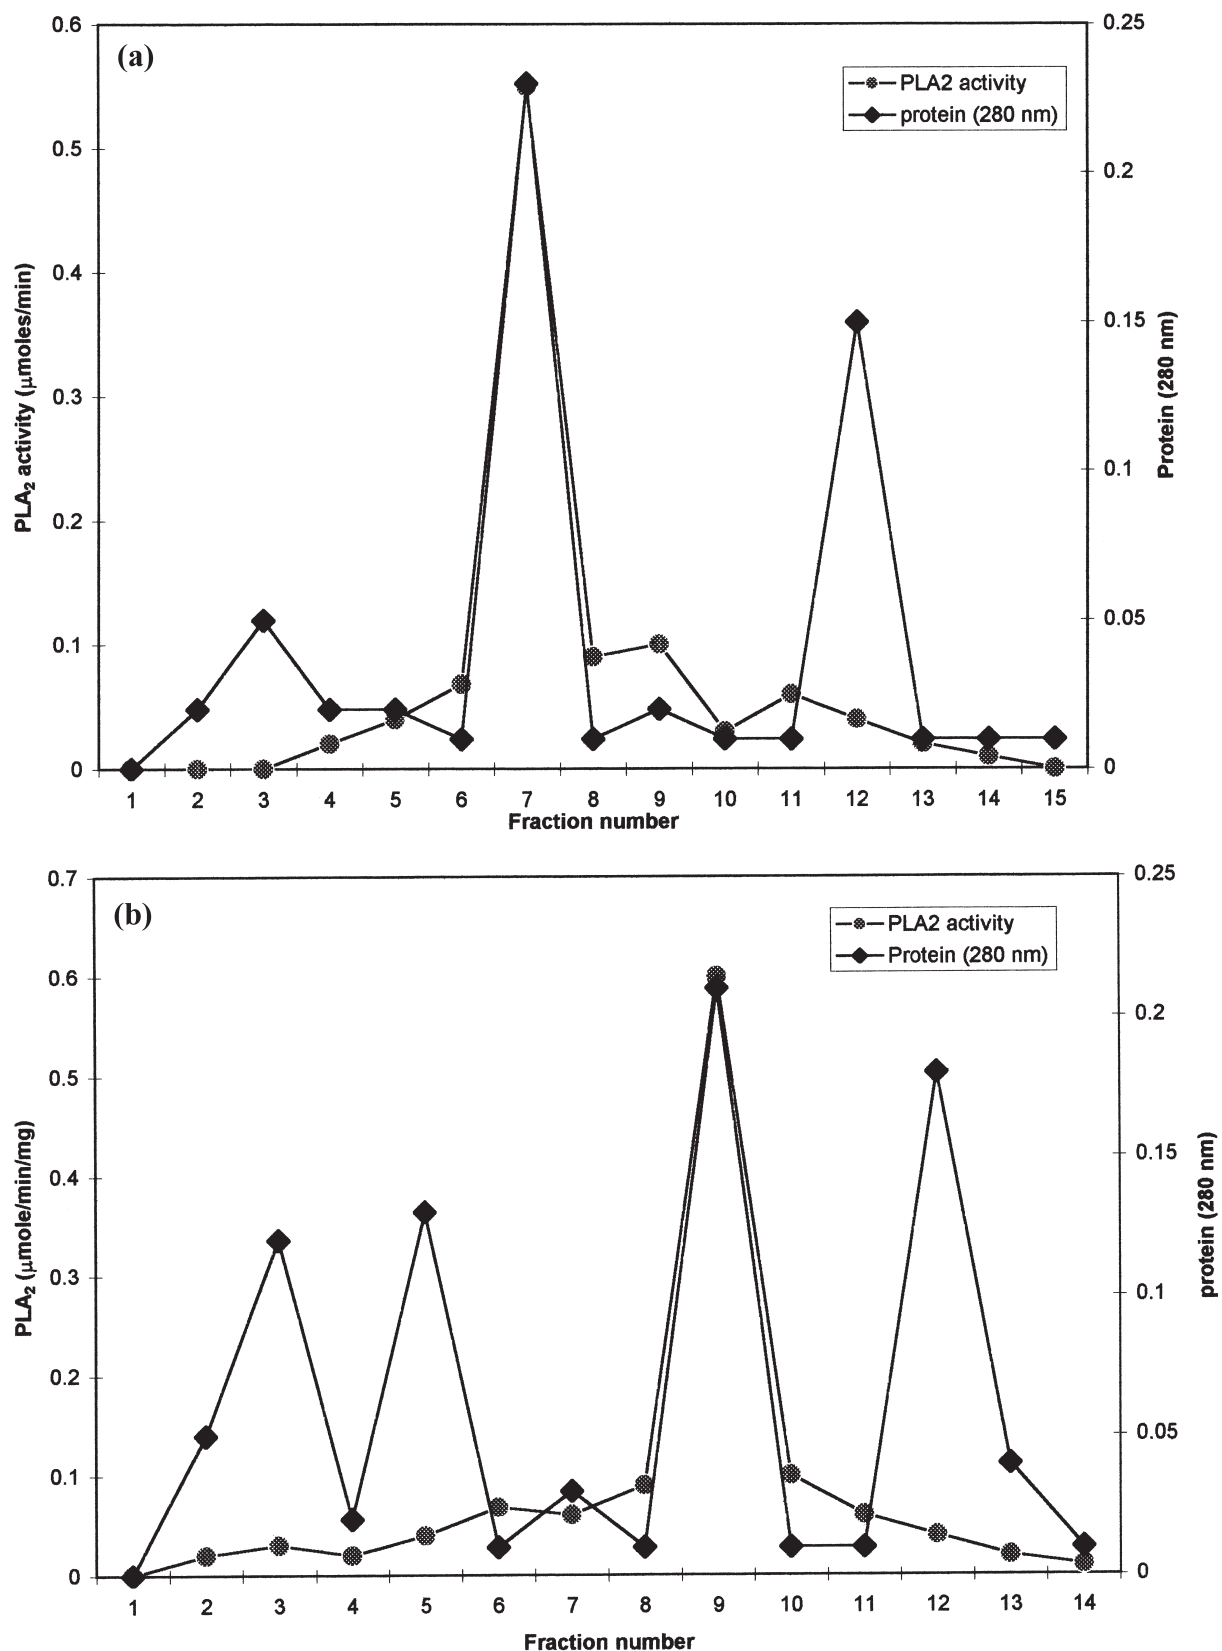 (a)
PLA2 activity
protein (280 nm)
PLA₂ activity (μmoles/min)
0.6
0.5
0.4
0.3
0.2
0.1
0
0.25
0.2
0.15
0.1
0.05
0
Protein (280 nm)
1 2 3 4 5 6 7 8 9 10 11 12 13 14 15
Fraction number
(b)
PLA2 activity
Protein (280 nm)
PLA₂ (μmole/min/mg)
0.7
0.6
0.5
0.4
0.3
0.2
0.1
0
0.25
0.2
0.15
0.1
0.05
0
protein (280 nm)
1 2 3 4 5 6 7 8 9 10 11 12 13 14
Fraction number